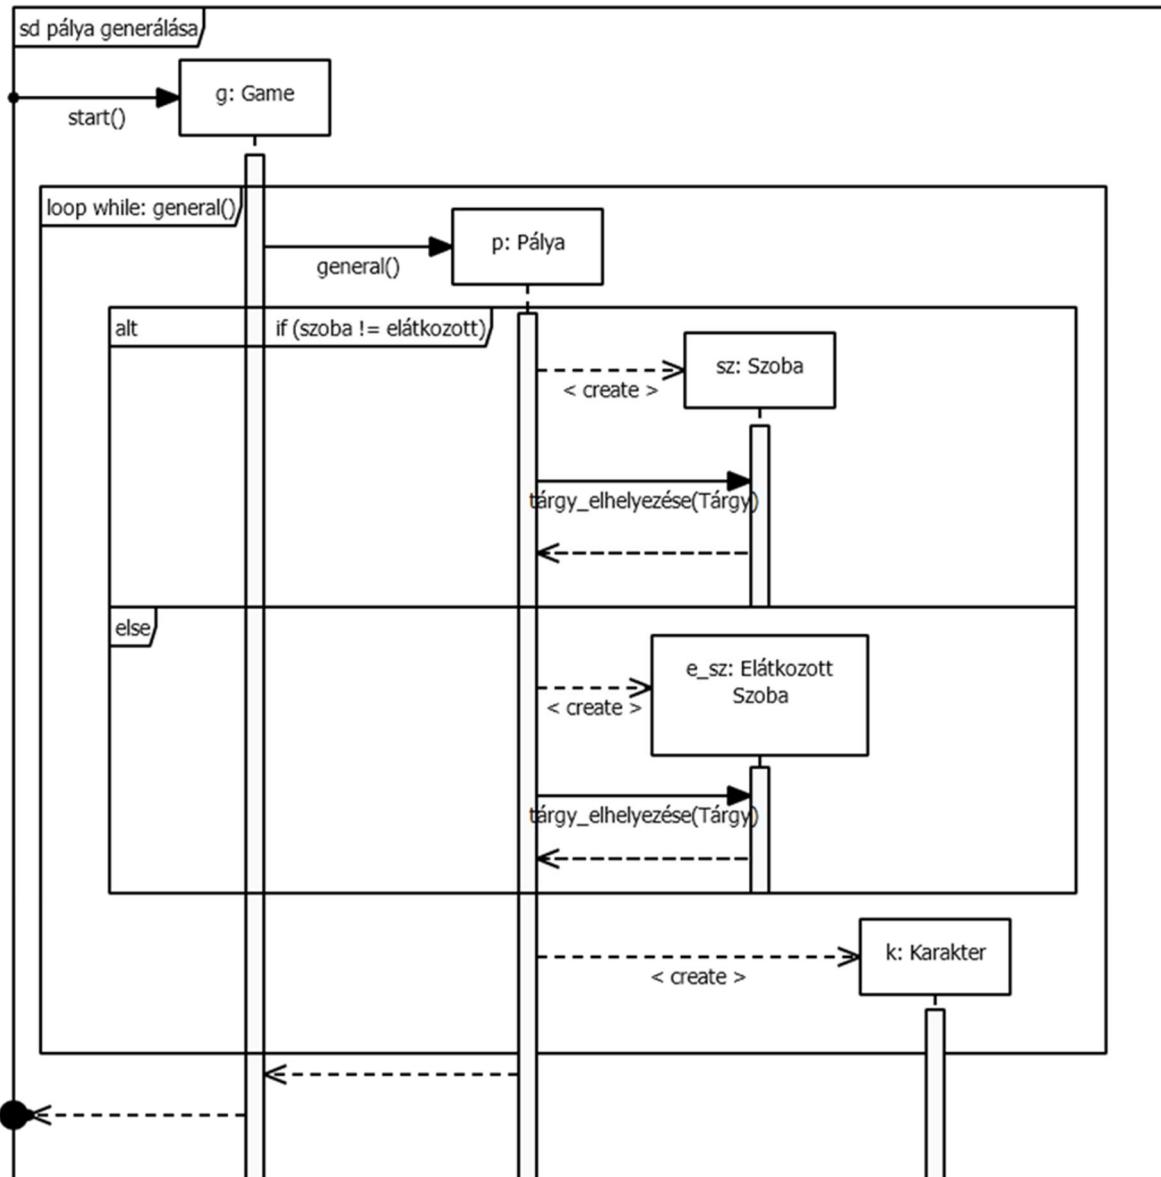 sd pálya generálása
g: Game
start()
loop while: general()
p: Pálya
general()
alt if (szoba != elátkozott)
sz: Szoba
< create >
tárgy_elhelyezése(Tárgy)
else
e_sz: Elátkozott
Szoba
< create >
tárgy_elhelyezése(Tárgy)
k: Karakter
< create >